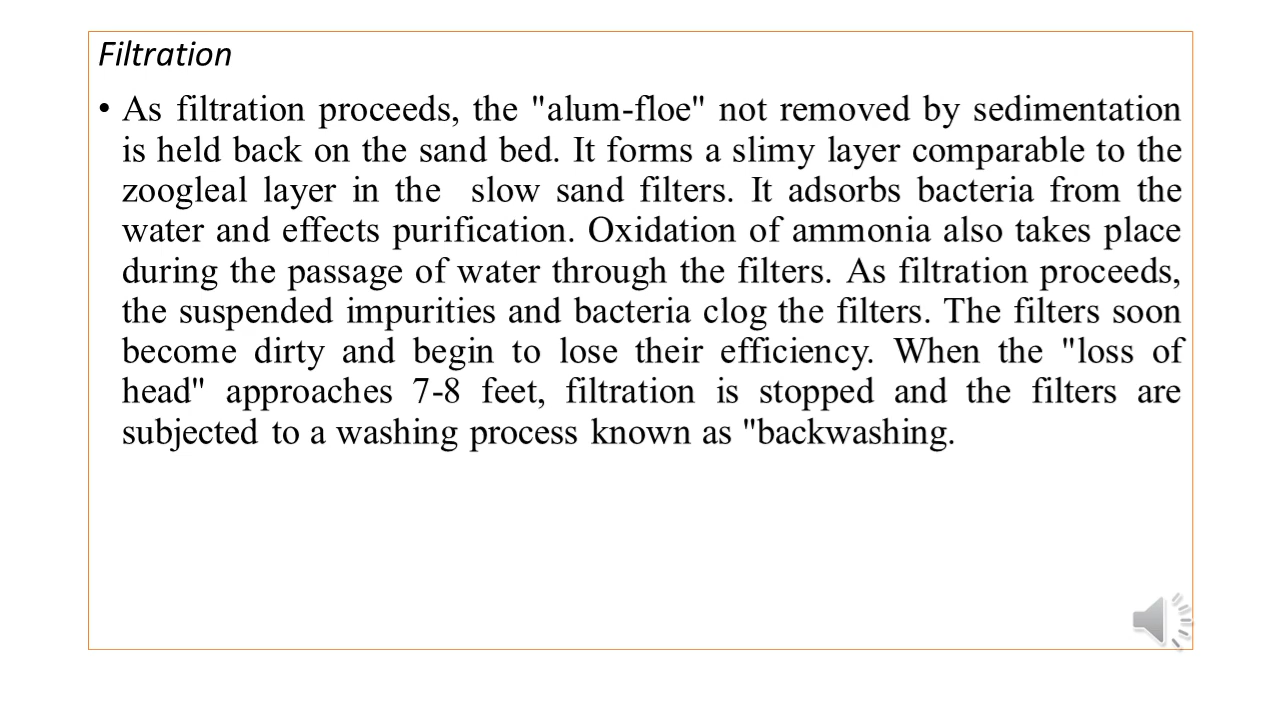 Filtration
• As filtration proceeds, the "alum-floe" not removed by sedimentation
is held back on the sand bed. It forms a slimy layer comparable to the
zoogleal layer in the slow sand filters. It adsorbs bacteria from the
water and effects purification. Oxidation of ammonia also takes place
during the passage of water through the filters. As filtration proceeds,
the suspended impurities and bacteria clog the filters. The filters soon
become dirty and begin to lose their efficiency. When the "loss of
head" approaches 7-8 feet, filtration is stopped and the filters are
subjected to a washing process known as "backwashing.